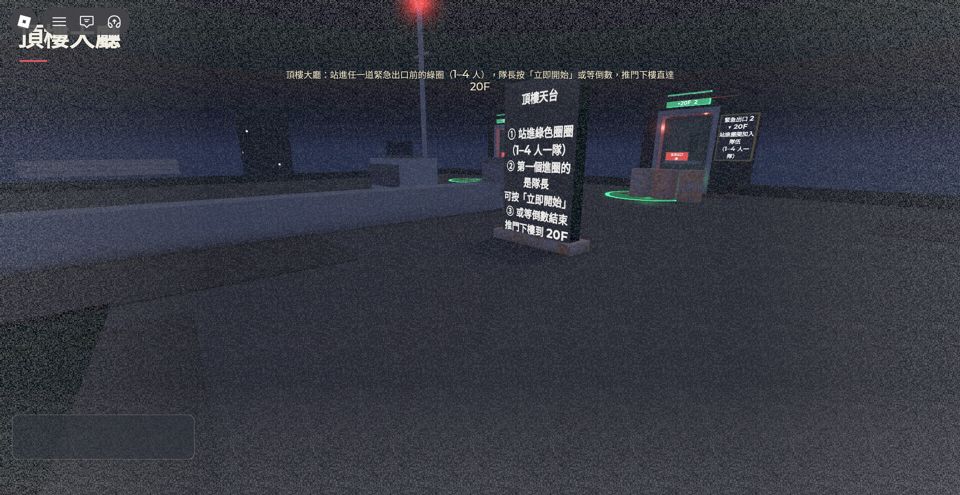 頂樓大廳
頂樓大廳：站進任一道緊急出口前的綠圈（1–4 人），隊長按「立即開始」或等倒數，推門下樓直達
20F
頂樓天台
① 站進綠色圈圈
（1–4 人一隊）
② 第一個進圈的
是隊長
可按「立即開始」
③ 或等倒數結束
推門下樓到 20F
緊急出口 2
▼ 20F
站進圈圈加入
隊伍
（1–4 人一
隊）